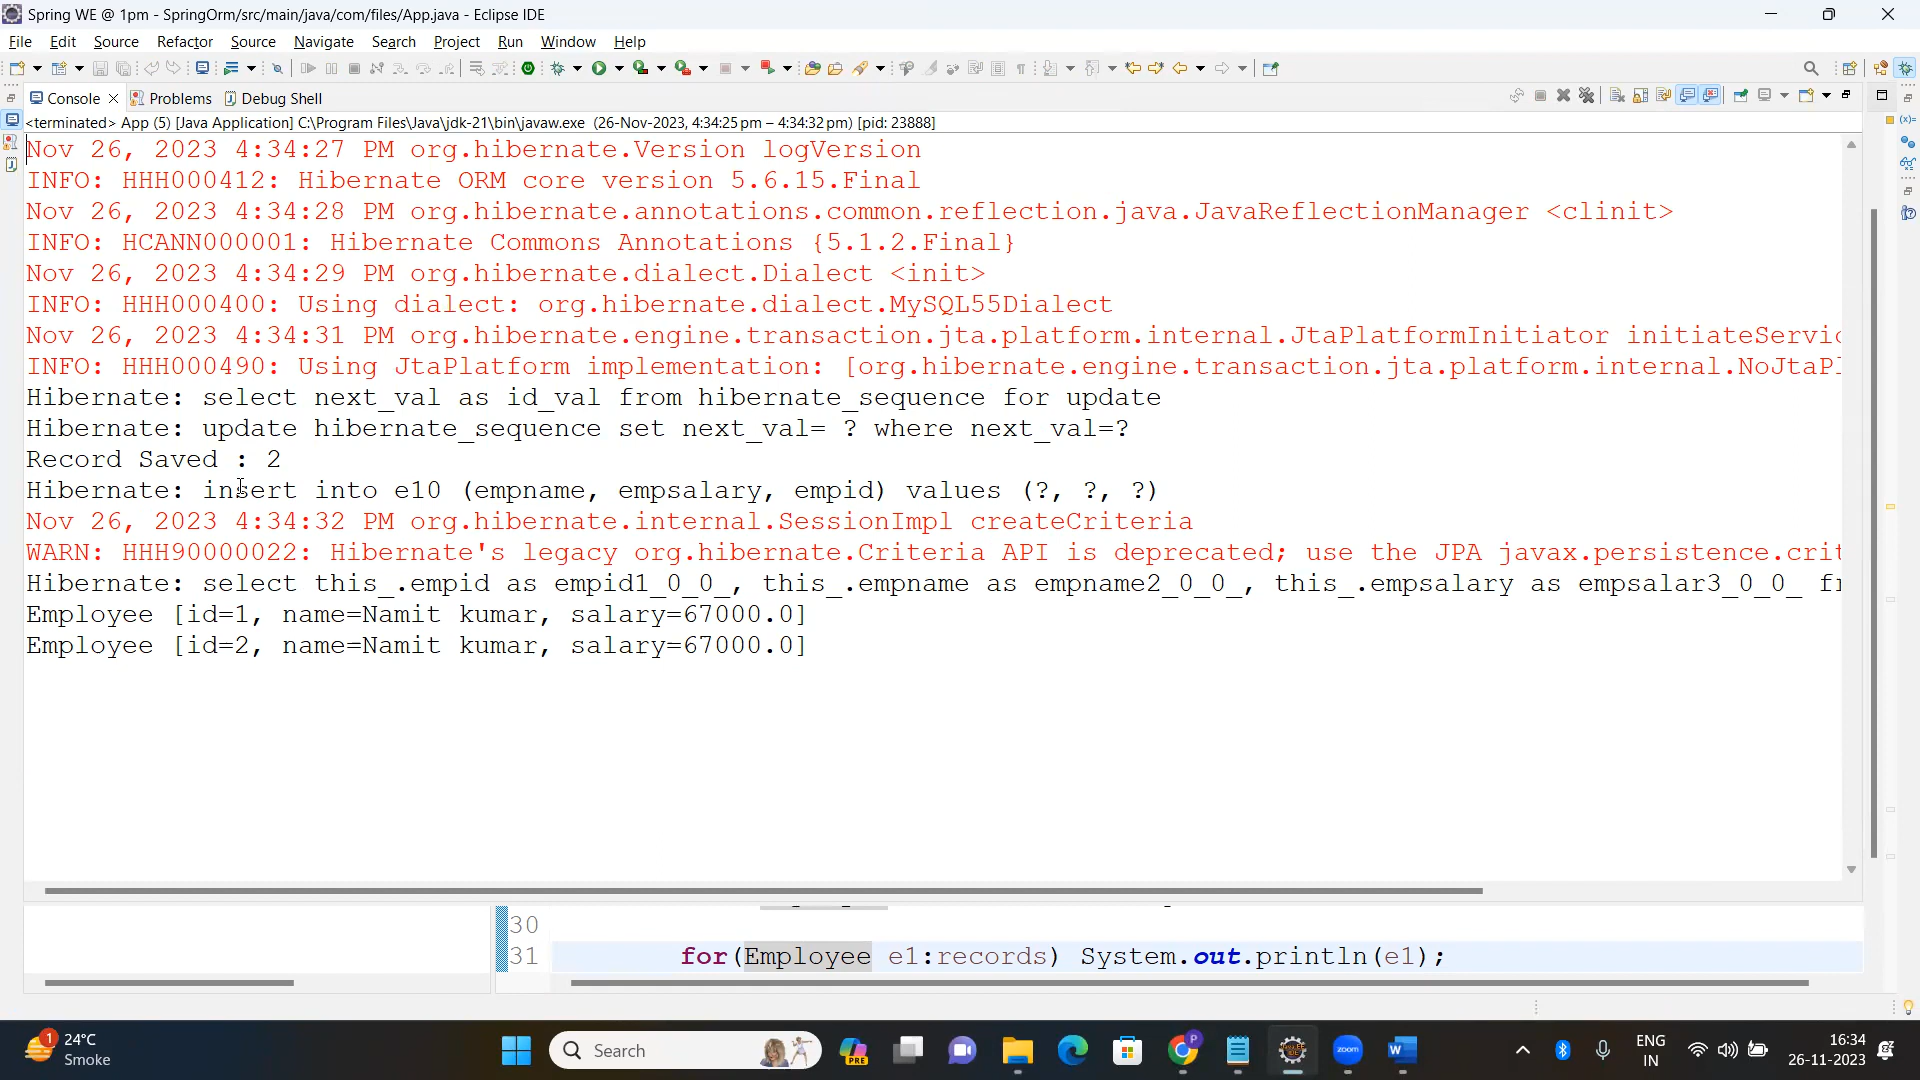 Spring WE @ 1pm - SpringOrm/src/main/java/com/files/App.java - Eclipse IDE
File Edit Source Refactor Source Navigate Search Project Run Window Help
Console Problems Debug Shell
<terminated> App (5) [Java Application] C:\Program Files\Java\jdk-21\bin\javaw.exe (26-Nov-2023, 4:34:25 pm – 4:34:32 pm) [pid: 23888]
Nov 26, 2023 4:34:27 PM org.hibernate.Version logVersion
INFO: HHH000412: Hibernate ORM core version 5.6.15.Final
Nov 26, 2023 4:34:28 PM org.hibernate.annotations.common.reflection.java.JavaReflectionManager <clinit>
INFO: HCANN000001: Hibernate Commons Annotations {5.1.2.Final}
Nov 26, 2023 4:34:29 PM org.hibernate.dialect.Dialect <init>
INFO: HHH000400: Using dialect: org.hibernate.dialect.MySQL55Dialect
Nov 26, 2023 4:34:31 PM org.hibernate.engine.transaction.jta.platform.internal.JtaPlatformInitiator initiateServic
INFO: HHH000490: Using JtaPlatform implementation: [org.hibernate.engine.transaction.jta.platform.internal.NoJtaPl
Hibernate: select next_val as id_val from hibernate_sequence for update
Hibernate: update hibernate_sequence set next_val= ? where next_val=?
Record Saved : 2
Hibernate: insert into e10 (empname, empsalary, empid) values (?, ?, ?)
Nov 26, 2023 4:34:32 PM org.hibernate.internal.SessionImpl createCriteria
WARN: HHH90000022: Hibernate's legacy org.hibernate.Criteria API is deprecated; use the JPA javax.persistence.crit
Hibernate: select this_.empid as empid1_0_0_, this_.empname as empname2_0_0_, this_.empsalary as empsalar3_0_0_ fr
Employee [id=1, name=Namit kumar, salary=67000.0]
Employee [id=2, name=Namit kumar, salary=67000.0]
30
31 for(Employee e1:records) System.out.println(e1);
1
24°C
Smoke
Search
PRE
P
zoom
W
ENG
IN
16:34
26-11-2023